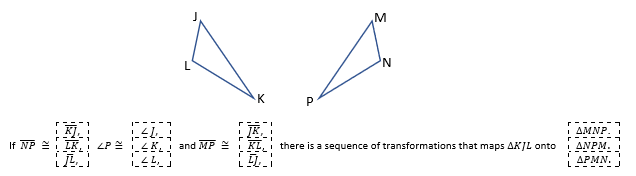 J M
L N
K
P
KJ, ∠J, JK, ΔMNP.
If NP ≅ LK, ∠P ≅ ∠K, and MP ≅ KL, there is a sequence of transformations that maps ΔKJL onto ΔNPM.
JL, ∠L, LJ, ΔPMN.